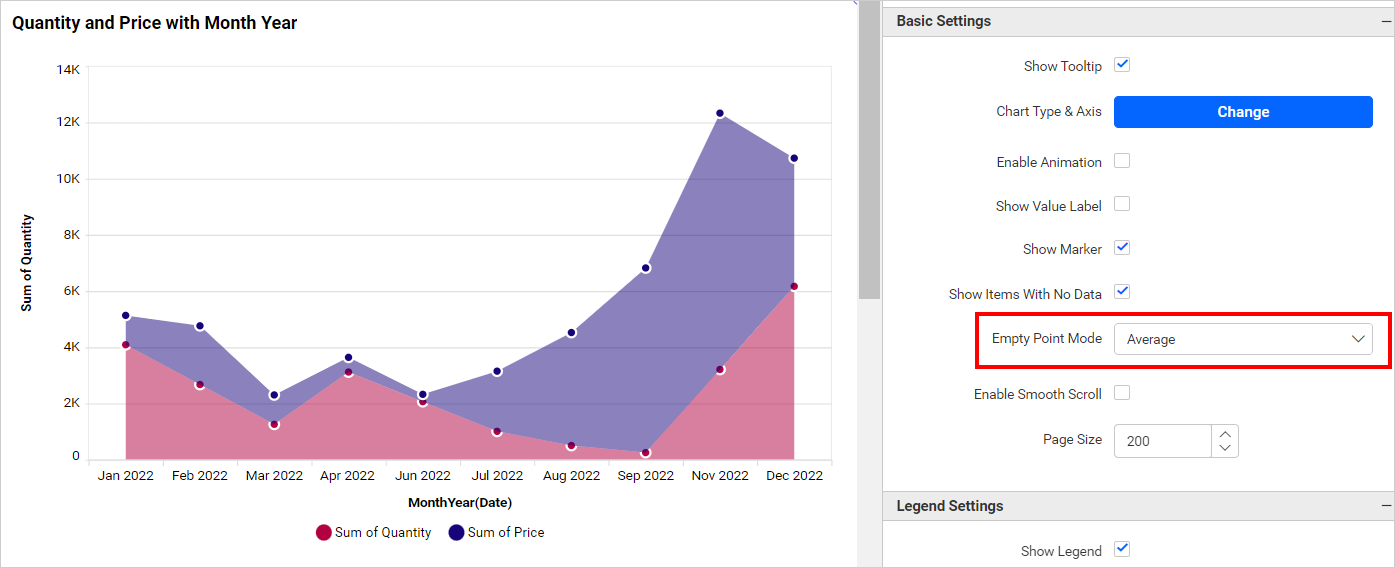 Quantity and Price with Month Year
14K
12K
10K
8K
6K
4K
2K
0
Sum of Quantity
Jan 2022 Feb 2022 Mar 2022 Apr 2022 Jun 2022 Jul 2022 Aug 2022 Sep 2022 Nov 2022 Dec 2022
MonthYear(Date)
Sum of Quantity Sum of Price
Basic Settings
Show Tooltip
Chart Type & Axis Change
Enable Animation
Show Value Label
Show Marker
Show Items With No Data
Empty Point Mode Average
Enable Smooth Scroll
Page Size 200
Legend Settings
Show Legend